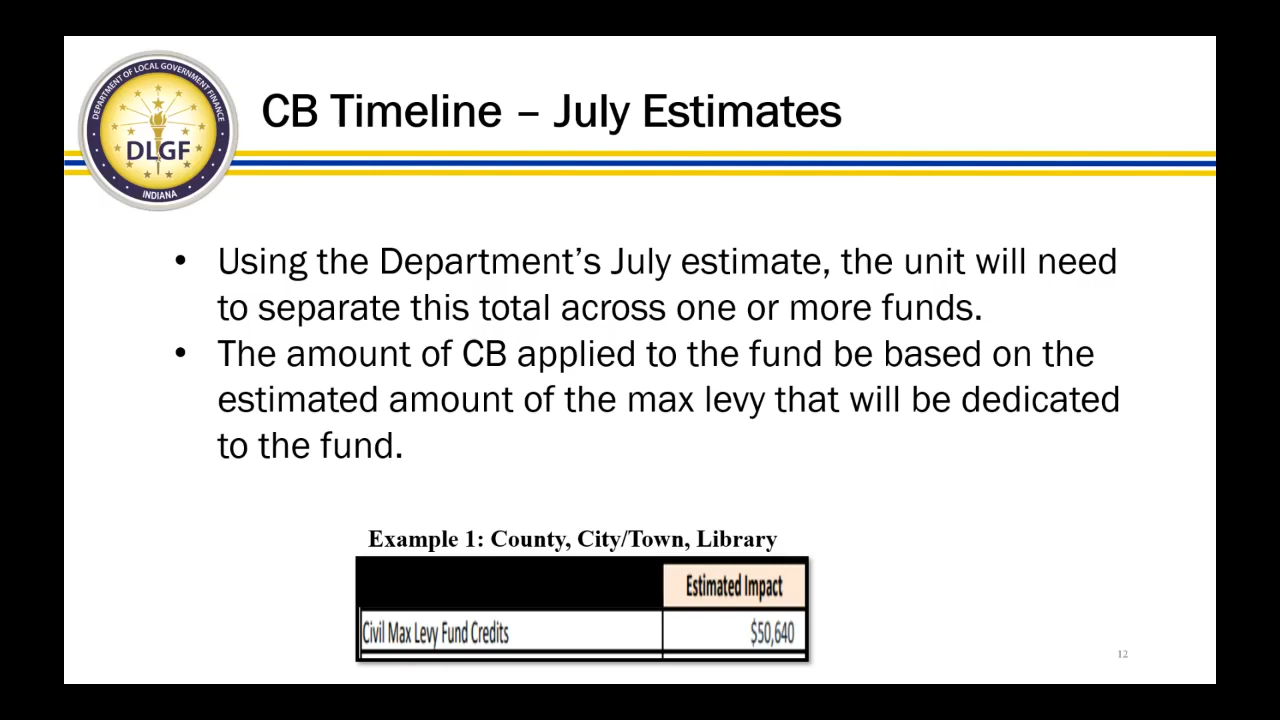 DEPARTMENT OF LOCAL GOVERNMENT FINANCE
DLGF
INDIANA
CB Timeline – July Estimates
• Using the Department’s July estimate, the unit will need
to separate this total across one or more funds.
• The amount of CB applied to the fund be based on the
estimated amount of the max levy that will be dedicated
to the fund.
Example 1: County, City/Town, Library
Estimated Impact
Civil Max Levy Fund Credits $50,640
12